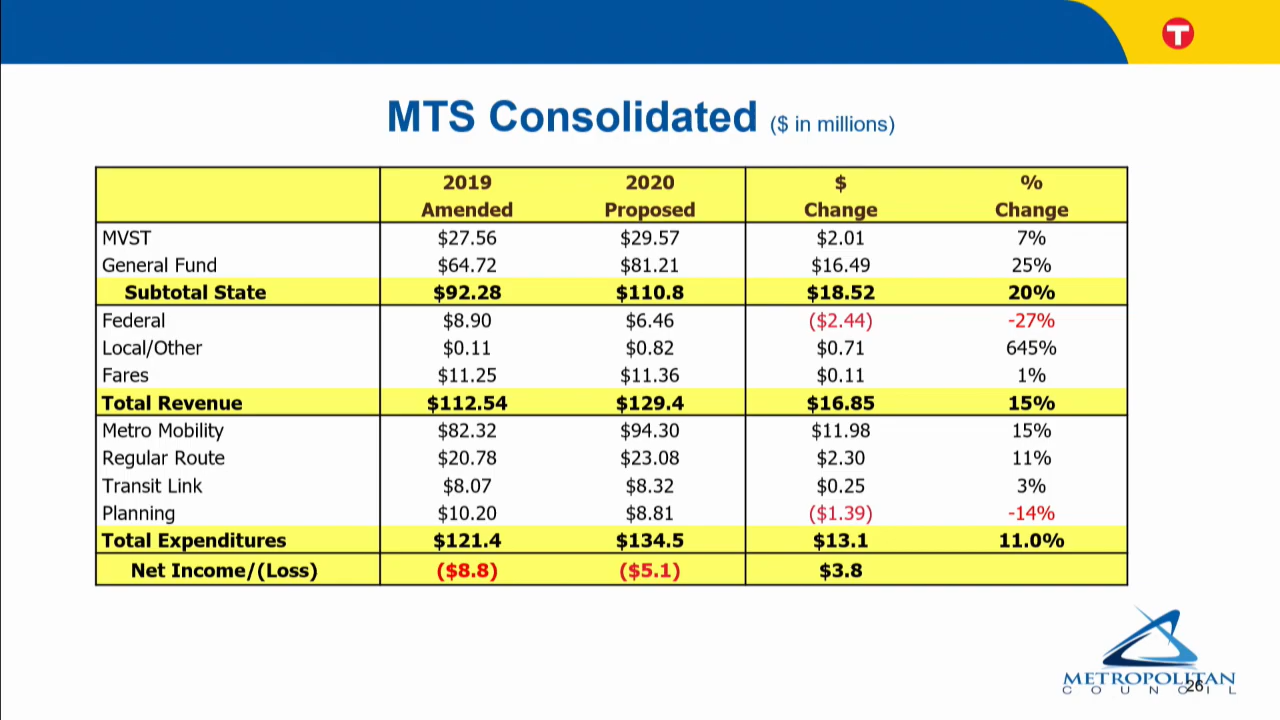 T
MTS Consolidated ($ in millions)
2019 Amended 2020 Proposed $ Change % Change
MVST $27.56 $29.57 $2.01 7%
General Fund $64.72 $81.21 $16.49 25%
Subtotal State $92.28 $110.8 $18.52 20%
Federal $8.90 $6.46 ($2.44) -27%
Local/Other $0.11 $0.82 $0.71 645%
Fares $11.25 $11.36 $0.11 1%
Total Revenue $112.54 $129.4 $16.85 15%
Metro Mobility $82.32 $94.30 $11.98 15%
Regular Route $20.78 $23.08 $2.30 11%
Transit Link $8.07 $8.32 $0.25 3%
Planning $10.20 $8.81 ($1.39) -14%
Total Expenditures $121.4 $134.5 $13.1 11.0%
Net Income/(Loss) ($8.8) ($5.1) $3.8
METROPOLITAN
COUNCIL
26